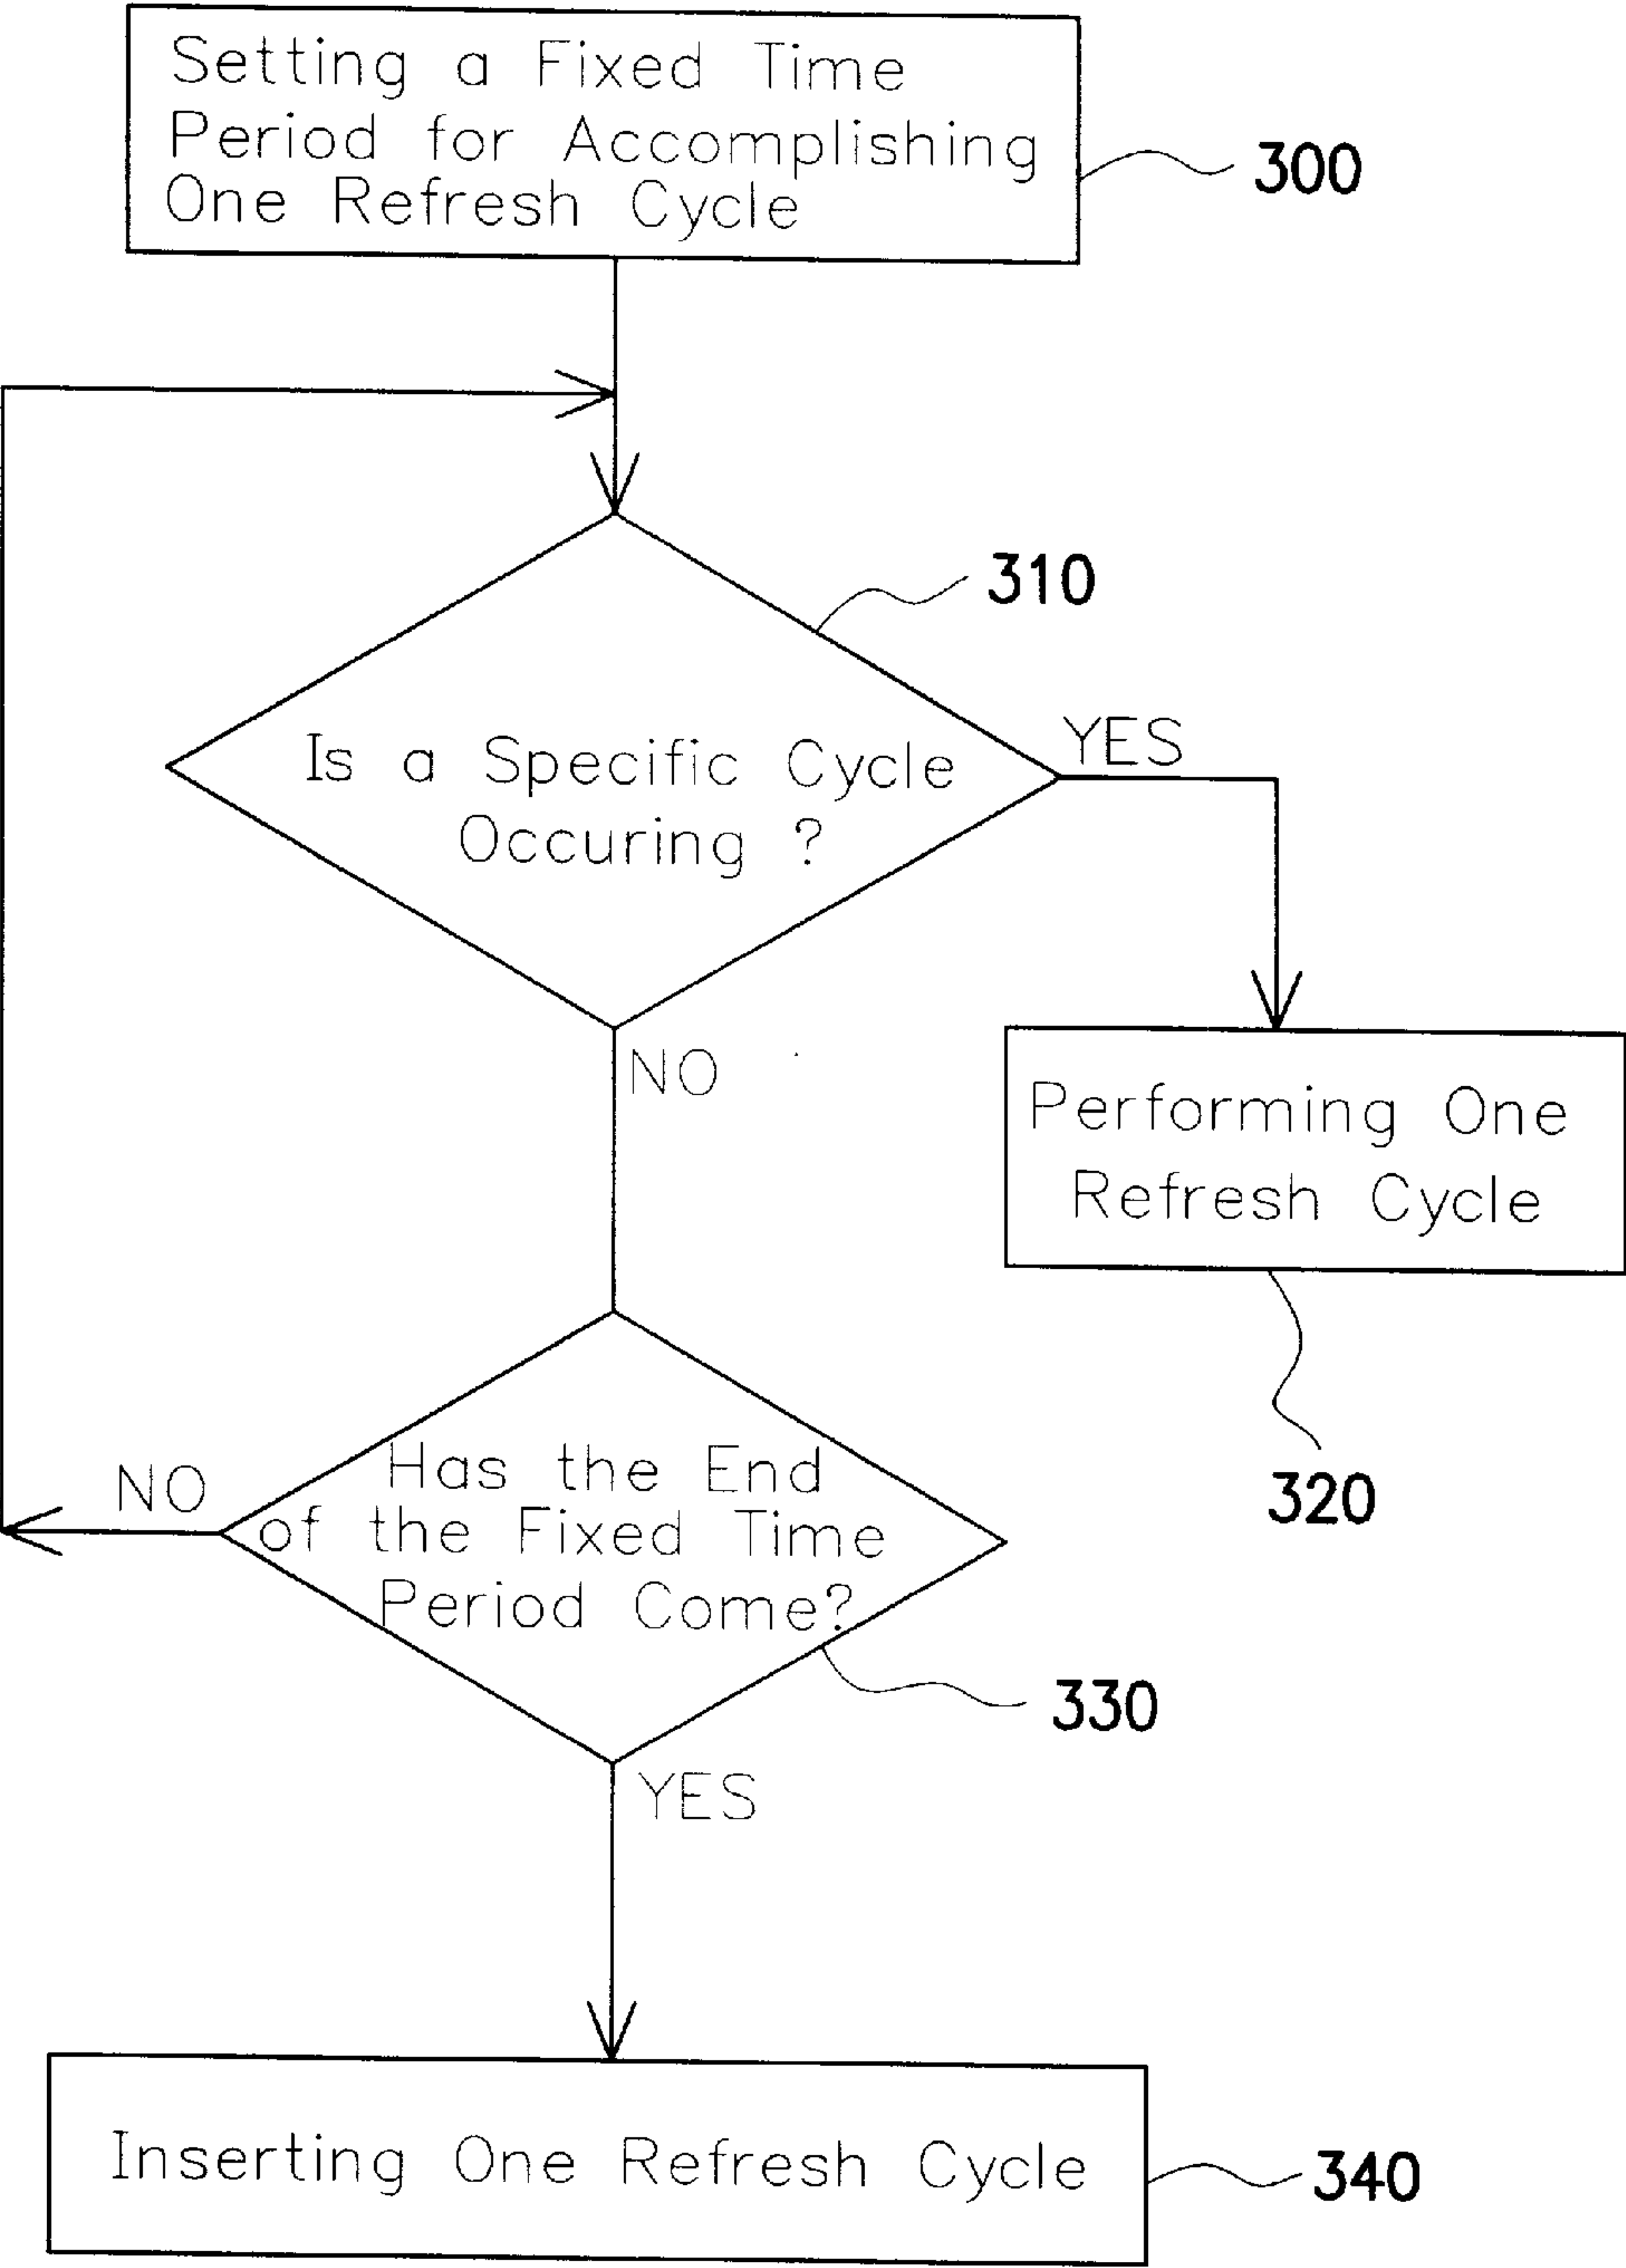 Setting a Fixed Time
Period for Accomplishing
One Refresh Cycle
300
310
Is a Specific Cycle
Occuring ?
YES
NO
Performing One
Refresh Cycle
320
Has the End
of the Fixed Time
Period Come?
NO
330
YES
Inserting One Refresh Cycle
340